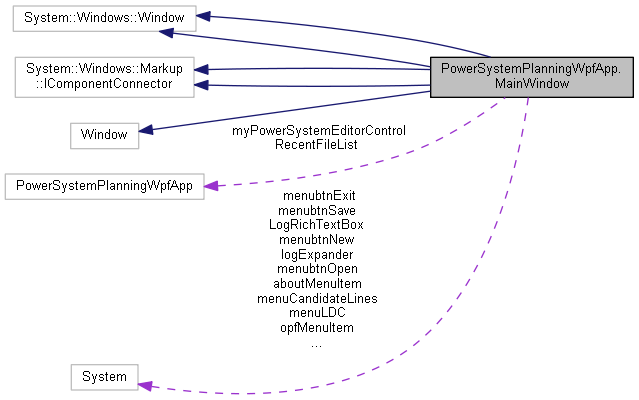 System::Windows::Window
System::Windows::Markup
::IComponentConnector
PowerSystemPlanningWpfApp.
MainWindow
Window
myPowerSystemEditorControl
RecentFileList
PowerSystemPlanningWpfApp
menubtnExit
menubtnSave
LogRichTextBox
menubtnNew
logExpander
menubtnOpen
aboutMenuItem
menuCandidateLines
menuLDC
opfMenuItem
...
System